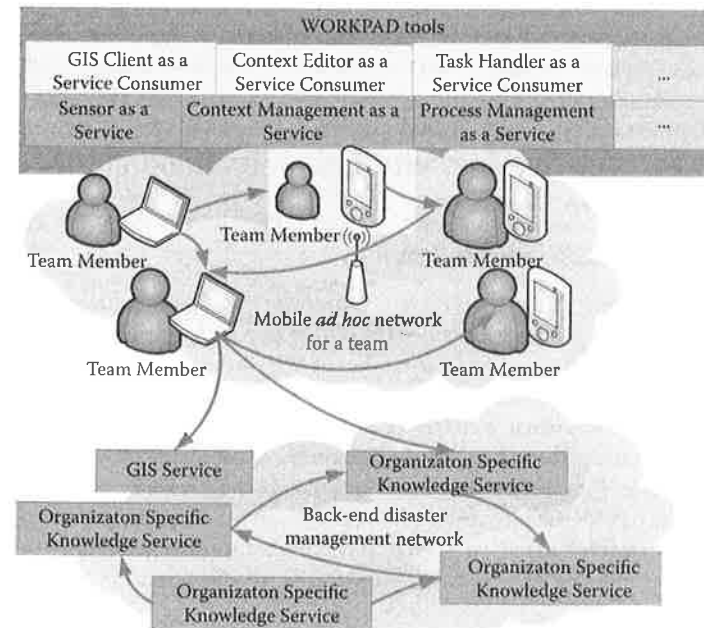 WORKPAD tools
GIS Client as a
Service Consumer
Context Editor as a
Service Consumer
Task Handler as a
Service Consumer
...
Sensor as a
Service
Context Management as a
Service
Process Management
as a Service
...
Team Member
Team Member
Team Member
Team Member
Mobile ad hoc network
for a team
Team Member
GIS Service
Organizaton Specific
Knowledge Service
Organizaton Specific
Knowledge Service
Back-end disaster
management network
Organizaton Specific
Knowledge Service
Organizaton Specific
Knowledge Service